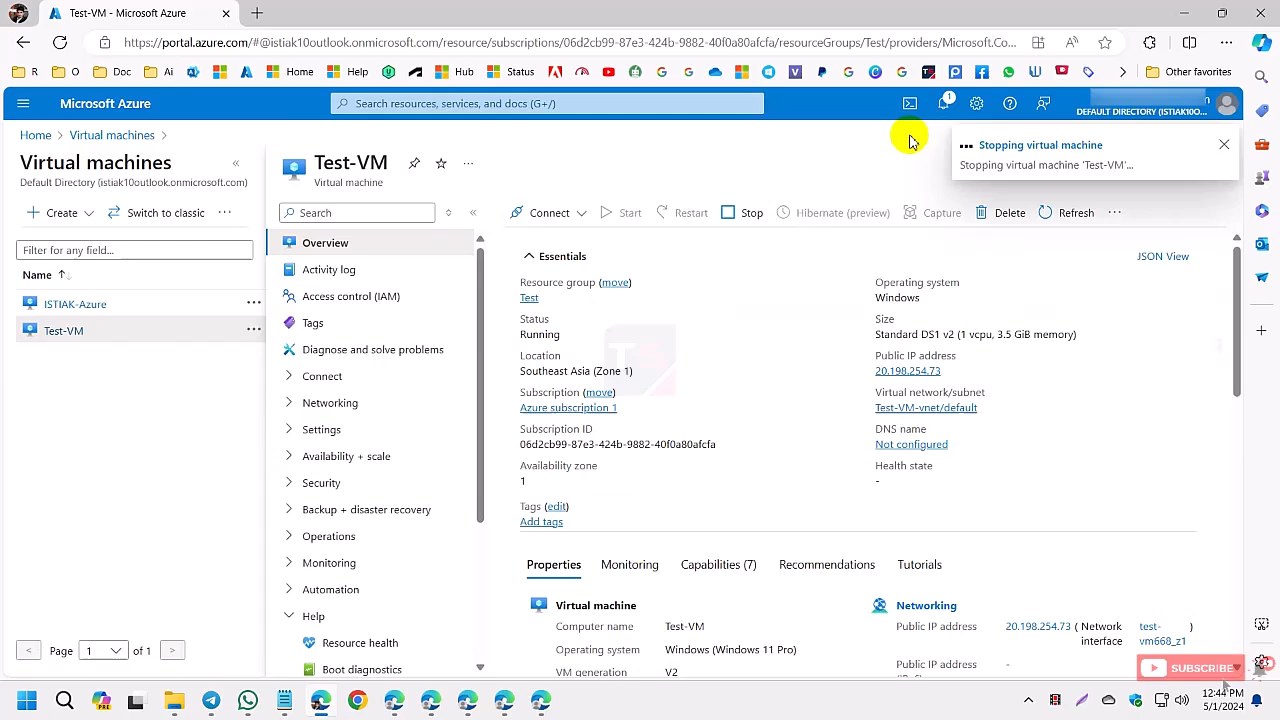 Test-VM - Microsoft Azure
https://portal.azure.com/#@istiak10outlook.onmicrosoft.com/resource/subscriptions/06d2cb99-87e3-424b-9882-40f0a80afcfa/resourceGroups/Test/providers/Microsoft.Co...
R
O
Doc
AI
Home
Help
Hub
Status
Other favorites
Microsoft Azure
Search resources, services, and docs (G+/)
1
DEFAULT DIRECTORY (ISTIAK10O...
Home > Virtual machines >
Stopping virtual machine
Stopping virtual machine 'Test-VM'...
Virtual machines
Default Directory (istiak10outlook.onmicrosoft.com)
Create
Switch to classic
Filter for any field...
Name
ISTIAK-Azure
Test-VM
Page 1 of 1
Test-VM
Virtual machine
Search
Overview
Activity log
Access control (IAM)
Tags
Diagnose and solve problems
Connect
Networking
Settings
Availability + scale
Security
Backup + disaster recovery
Operations
Monitoring
Automation
Help
Resource health
Boot diagnostics
Connect
Start
Restart
Stop
Hibernate (preview)
Capture
Delete
Refresh
Essentials
JSON View
Resource group (move)
Test
Status
Running
Location
Southeast Asia (Zone 1)
Subscription (move)
Azure subscription 1
Subscription ID
06d2cb99-87e3-424b-9882-40f0a80afcfa
Availability zone
1
Tags (edit)
Add tags
Operating system
Windows
Size
Standard DS1 v2 (1 vcpu, 3.5 GiB memory)
Public IP address
20.198.254.73
Virtual network/subnet
Test-VM-vnet/default
DNS name
Not configured
Health state
-
Properties
Monitoring
Capabilities (7)
Recommendations
Tutorials
Virtual machine
Computer name Test-VM
Operating system Windows (Windows 11 Pro)
VM generation V2
Networking
Public IP address 20.198.254.73 ( Network interface test-vm668_z1 )
Public IP address -
SUBSCRIBE
12:44 PM
5/1/2024